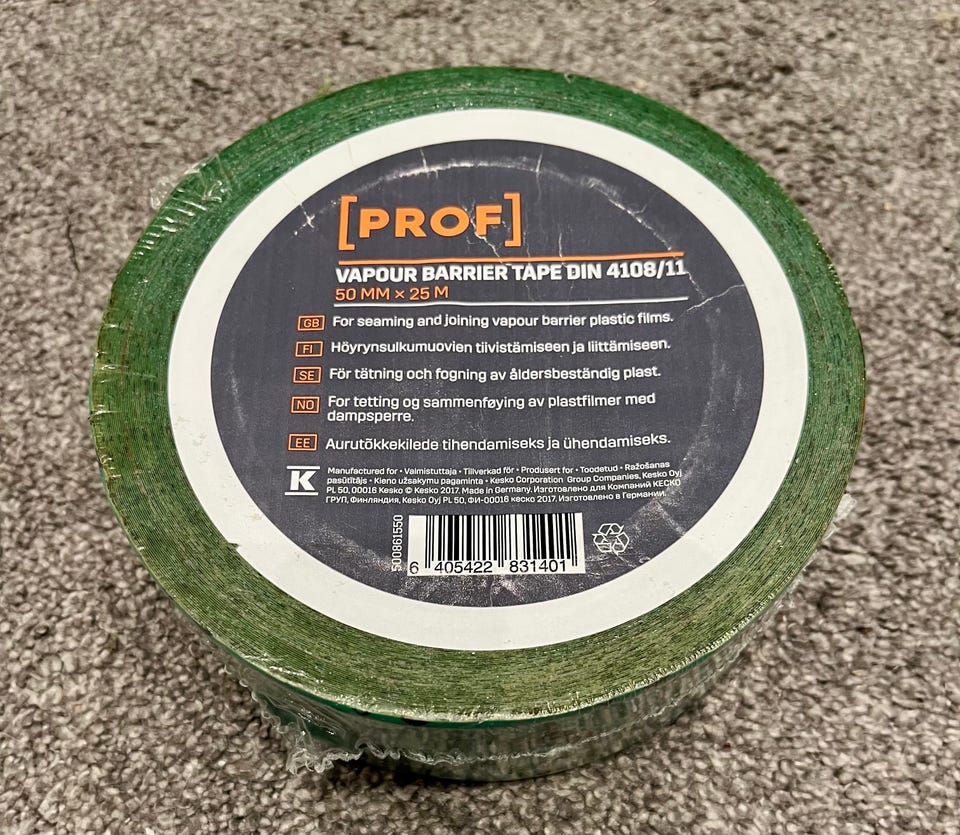 [PROF]
VAPOUR BARRIER TAPE DIN 4108/11
50 MM × 25 M
GB For seaming and joining vapour barrier plastic films.
FI Höyrynsulkumuovien tiivistämiseen ja liittämiseen.
SE För tätning och fogning av åldersbeständig plast.
NO For tetting og sammenføying av plastfilmer med
dampsperre.
EE Aurutõkkekilede tihendamiseks ja ühendamiseks.
K Manufactured for • Valmistuttaja • Tillverkad för • Produsert for • Toodetud • Ražošanas
pasūtītājs • Kieno užsakymu pagaminta • Kesko Corporation Group Companies, Kesko Oyj
PL 50, 00016 Kesko © Kesko 2017. Made in Germany. Изготовлено для Компаний КЕСКО
ГРУП, Финляндия, Kesko Oyj PL 50, ФИ-00016 кеско 2017. Изготовлено в Германии.
500861550
6 405422 831401